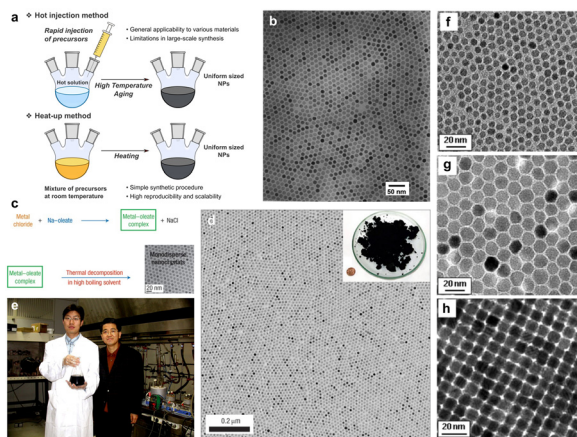 a
❖ Hot injection method
Rapid injection of precursors
• General applicability to various materials
• Limitations in large-scale synthesis
Hot solution
High Temperature
Aging
Uniform sized
NPs
❖ Heat-up method
Heating
Uniform sized
NPs
Mixture of precursors
at room temperature
• Simple synthetic procedure
• High reproducibility and scalability
b
50 nm
c
Metal
chloride
+
Na–oleate
Metal–oleate
complex
+ NaCl
Metal–oleate
complex
Thermal decomposition
in high boiling solvent
Monodisperse
nanocrystals
20 nm
d
0.2 µm
e
f
20 nm
g
20 nm
h
20 nm